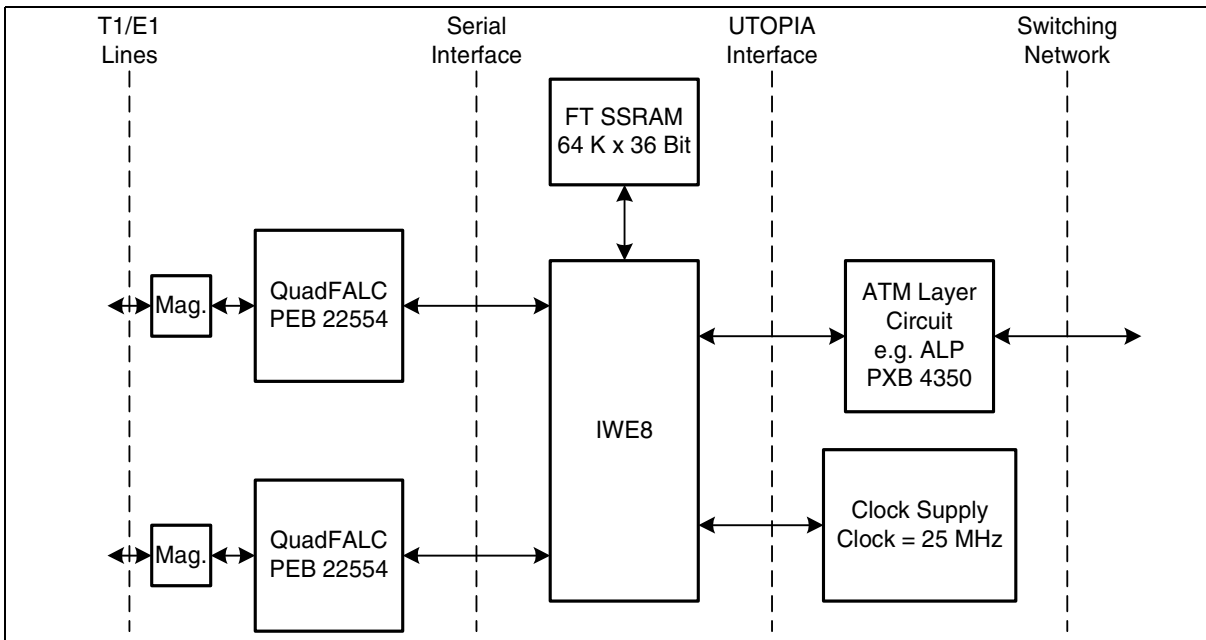 T1/E1
Lines
Serial
Interface
UTOPIA
Interface
Switching
Network
FT SSRAM
64 K x 36 Bit
Mag.
QuadFALC
PEB 22554
IWE8
ATM Layer
Circuit
e.g. ALP
PXB 4350
Mag.
QuadFALC
PEB 22554
Clock Supply
Clock = 25 MHz